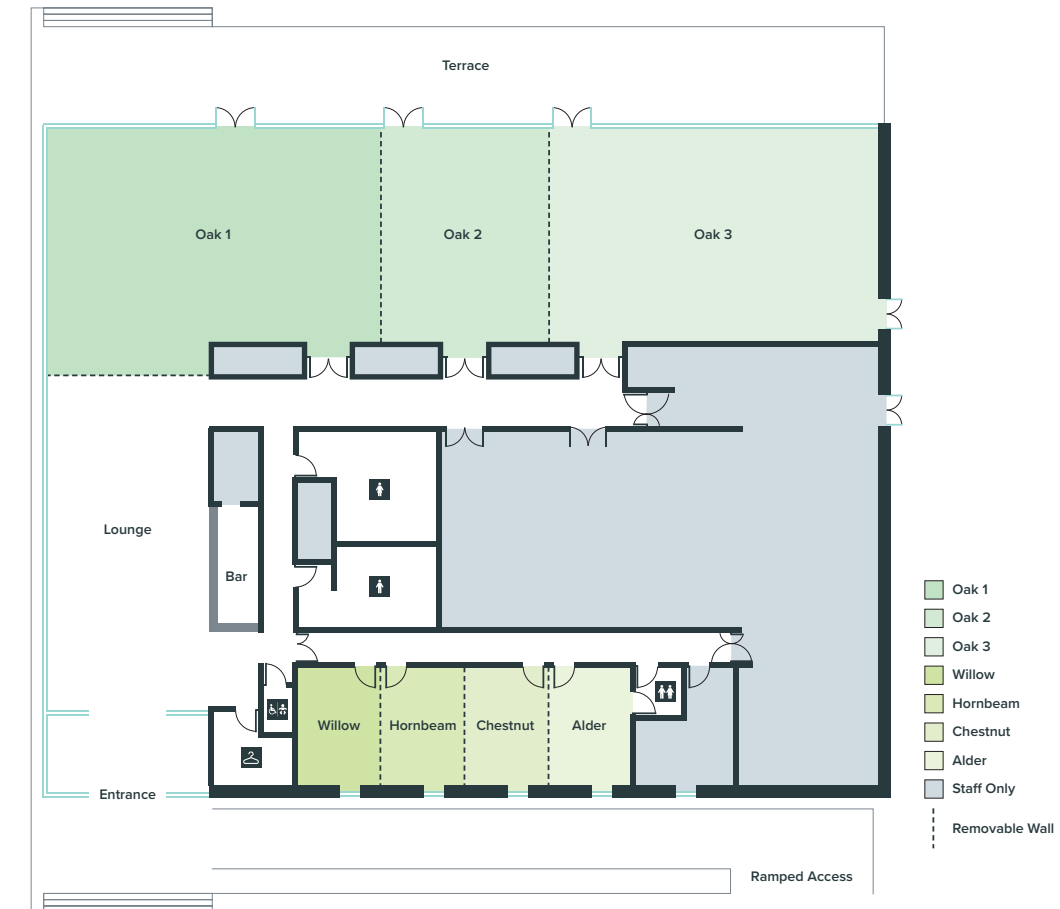 Terrace
Oak 1
Oak 2
Oak 3
Lounge
Bar
Willow
Hornbeam
Chestnut
Alder
Entrance
Ramped Access
Oak 1
Oak 2
Oak 3
Willow
Hornbeam
Chestnut
Alder
Staff Only
Removable Wall